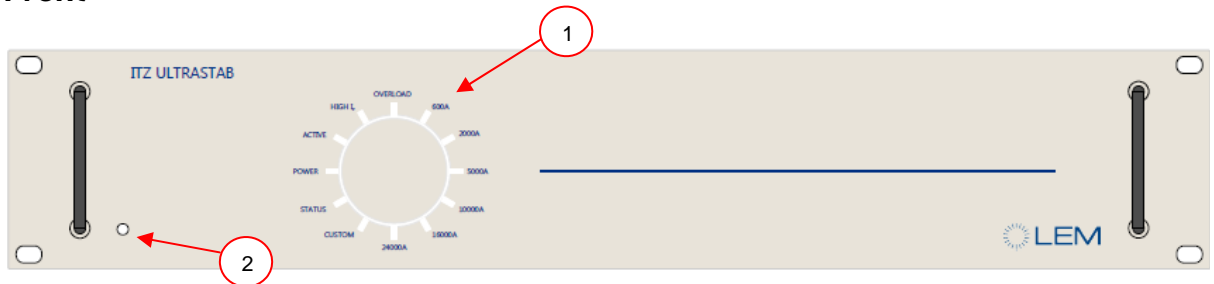 1
ITZ ULTRASTAB
OVERLOAD
HIGH I
600A
ACTIVE
2000A
POWER
5000A
STATUS
10000A
CUSTOM
16000A
24000A
LEM
2